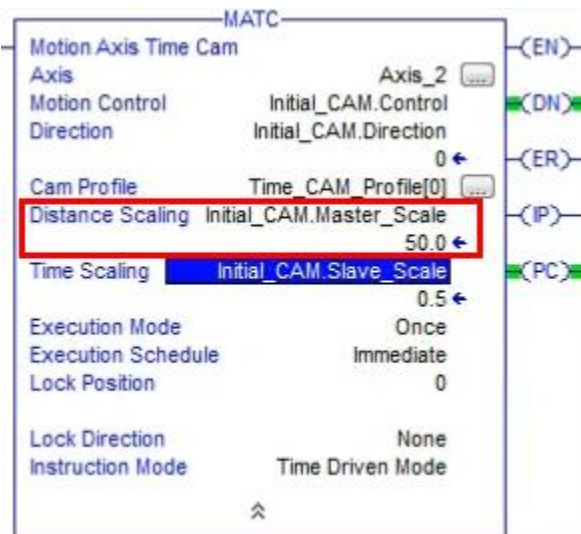 MATC
Motion Axis Time Cam
(EN)
Axis Axis_2 ...
Motion Control Initial_CAM.Control
(DN)
Direction Initial_CAM.Direction
0
(ER)
Cam Profile Time_CAM_Profile[0] ...
Distance Scaling Initial_CAM.Master_Scale
(IP)
50.0
Time Scaling Initial_CAM.Slave_Scale
(PC)
0.5
Execution Mode Once
Execution Schedule Immediate
Lock Position 0
Lock Direction None
Instruction Mode Time Driven Mode